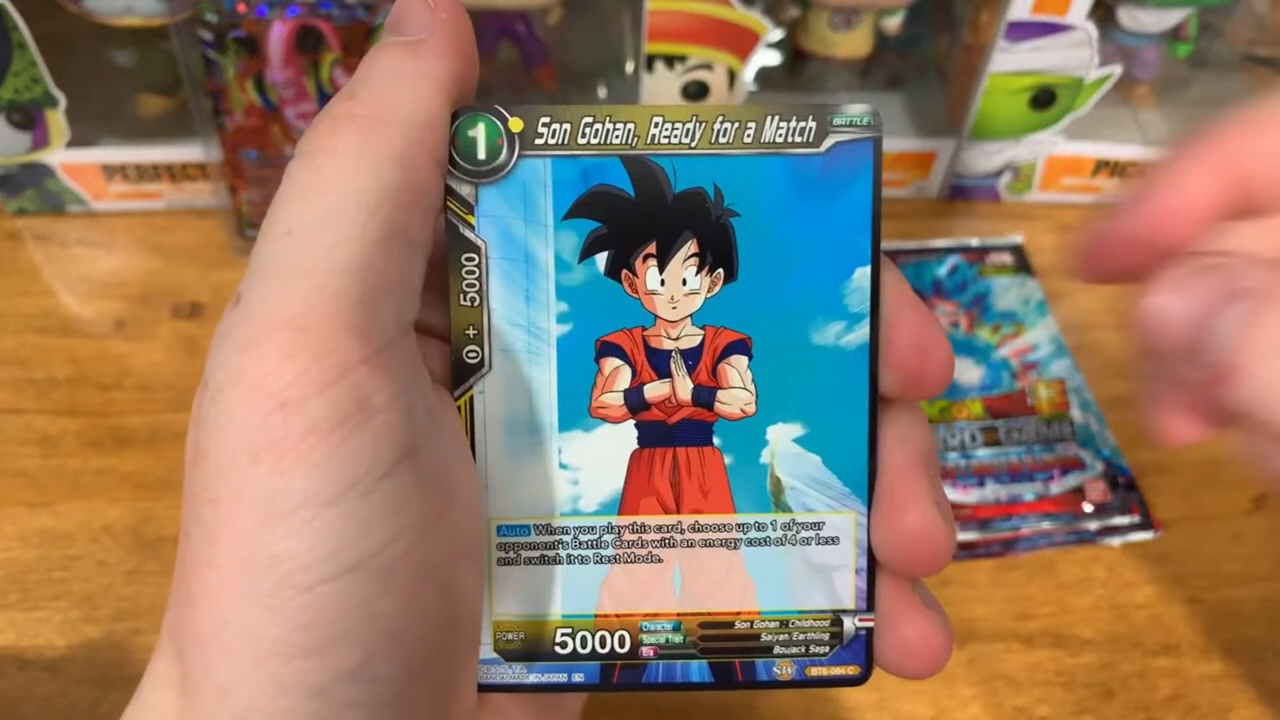 PERFECT
PIC
1
Son Gohan, Ready for a Match
BATTLE
0 + 5000
Auto When you play this card, choose up to 1 of your
opponent's Battle Cards with an energy cost of 4 or less
and switch it to Rest Mode.
POWER
5000
Character
Son Gohan : Childhood
Special Trait
Saiyan/Earthling
Era
Boujack Saga
BANDAI MADE IN JAPAN EN
BT6-084 C
RD GAME